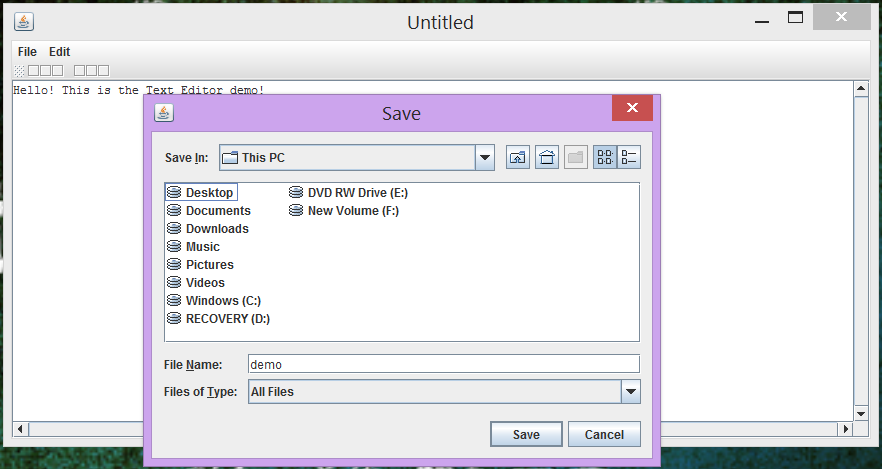 Untitled
File Edit
Hello! This is the Text Editor demo!
Save
Save In: This PC
Desktop
Documents
Downloads
Music
Pictures
Videos
Windows (C:)
RECOVERY (D:)
DVD RW Drive (E:)
New Volume (F:)
File Name: demo
Files of Type: All Files
Save Cancel